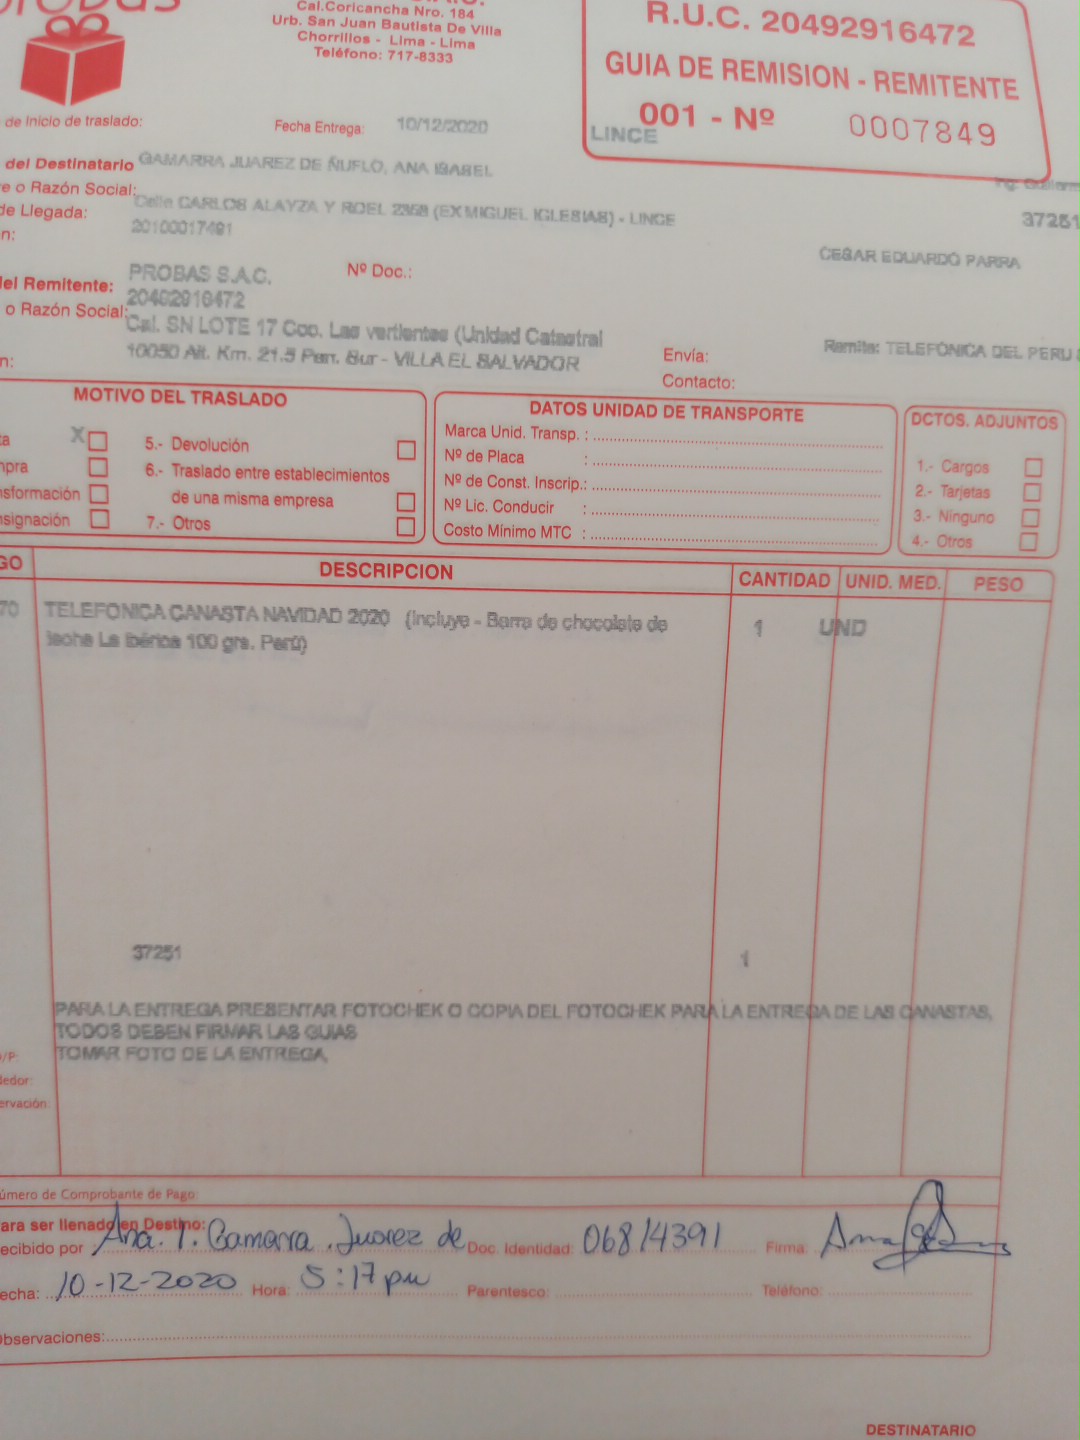 Cal.Coricancha Nro. 184
Urb. San Juan Bautista De Villa
Chorrillos - Lima - Lima
Teléfono: 717-8333
R.U.C. 20492916472
GUIA DE REMISION - REMITENTE
001 - Nº 0007849
LINCE
de Inicio de traslado:
Fecha Entrega: 10/12/2020
del Destinatario GAMARRA JUAREZ DE ÑUFLO, ANA ISABEL
o Razón Social:
de Llegada: Calle CARLOS ALAYZA Y ROEL 2358 (EX MIGUEL IGLESIAS) - LINCE
37251
20100017491
CESAR EDUARDO PARRA
del Remitente: PROBAS S.A.C. Nº Doc.:
20492916472
o Razón Social:
Cal. SN LOTE 17 Coo. Las vertientes (Unidad Catastral
10050 Alt. Km. 21.5 Pan. Sur - VILLA EL SALVADOR
Envía: Remite: TELEFONICA DEL PERU
Contacto:
MOTIVO DEL TRASLADO
X
5.- Devolución
6.- Traslado entre establecimientos
de una misma empresa
7.- Otros
DATOS UNIDAD DE TRANSPORTE
Marca Unid. Transp. :
Nº de Placa :
Nº de Const. Inscrip.:
Nº Lic. Conducir :
Costo Mínimo MTC :
DCTOS. ADJUNTOS
1.- Cargos
2.- Tarjetas
3.- Ninguno
4.- Otros
DESCRIPCION CANTIDAD UNID. MED. PESO
70 TELEFONICA CANASTA NAVIDAD 2020 (Incluye - Barra de chocolate de 1 UND
leche La Ibérica 100 grs. Perú)
37251 1
PARA LA ENTREGA PRESENTAR FOTOCHEK O COPIA DEL FOTOCHEK PARA LA ENTREGA DE LAS CANASTAS,
TODOS DEBEN FIRMAR LAS GUIAS
TOMAR FOTO DE LA ENTREGA,
O/P:
Número de Comprobante de Pago:
Para ser llenado en Destino:
Recibido por Ana. I. Gamarra. Juarez de Doc. Identidad: 06814391 Firma:
Fecha: 10-12-2020 Hora: 5:17 pm Parentesco: Teléfono:
Observaciones:
DESTINATARIO